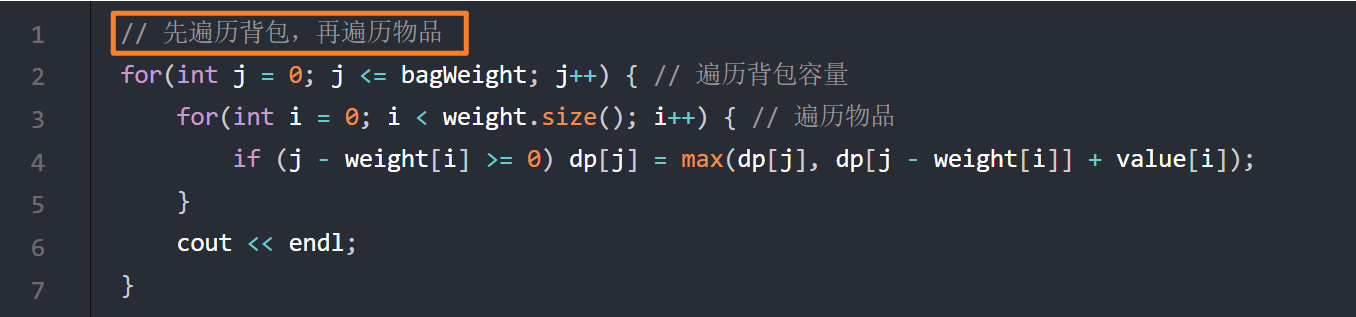 1 // 先遍历背包，再遍历物品
2 for(int j = 0; j <= bagWeight; j++) { // 遍历背包容量
3     for(int i = 0; i < weight.size(); i++) { // 遍历物品
4         if (j - weight[i] >= 0) dp[j] = max(dp[j], dp[j - weight[i]] + value[i]);
5     }
6     cout << endl;
7 }